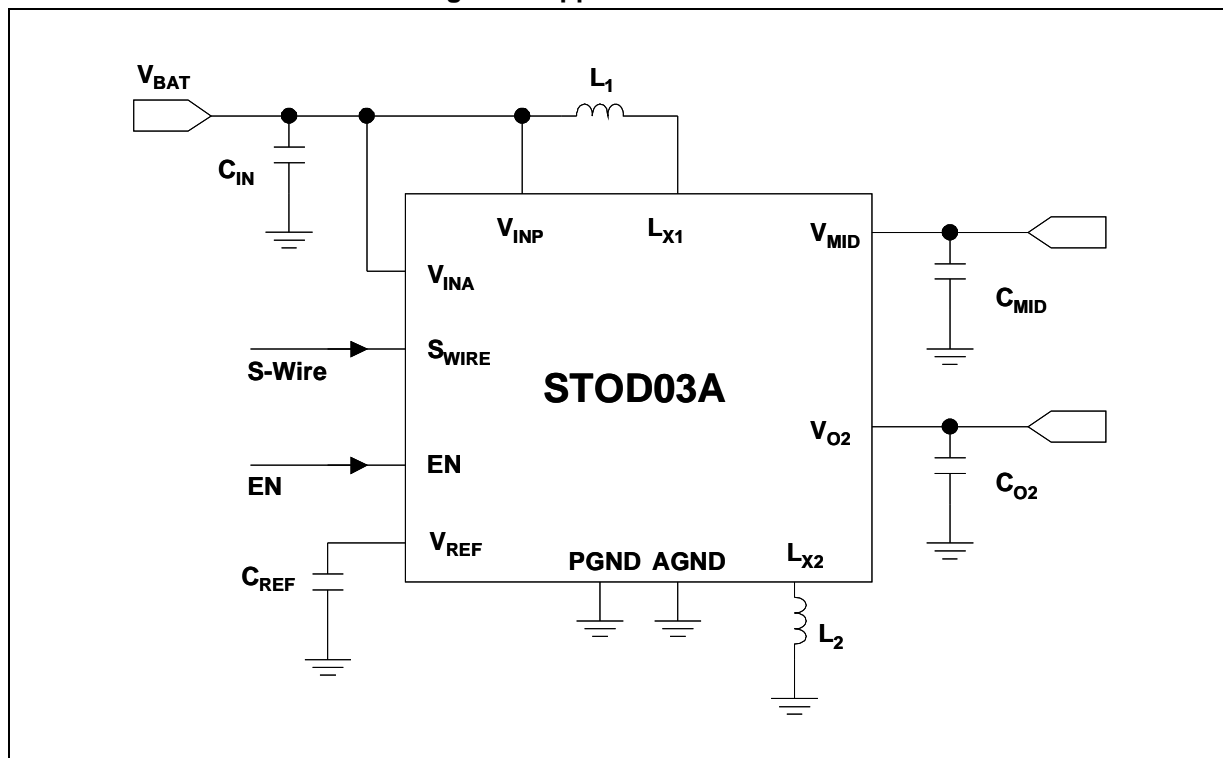 V_BAT
L_1
C_IN
V_INP
L_X1
V_MID
V_INA
C_MID
S_WIRE
S-Wire
STOD03A
V_O2
EN
EN
C_O2
V_REF
PGND AGND
L_X2
C_REF
L_2